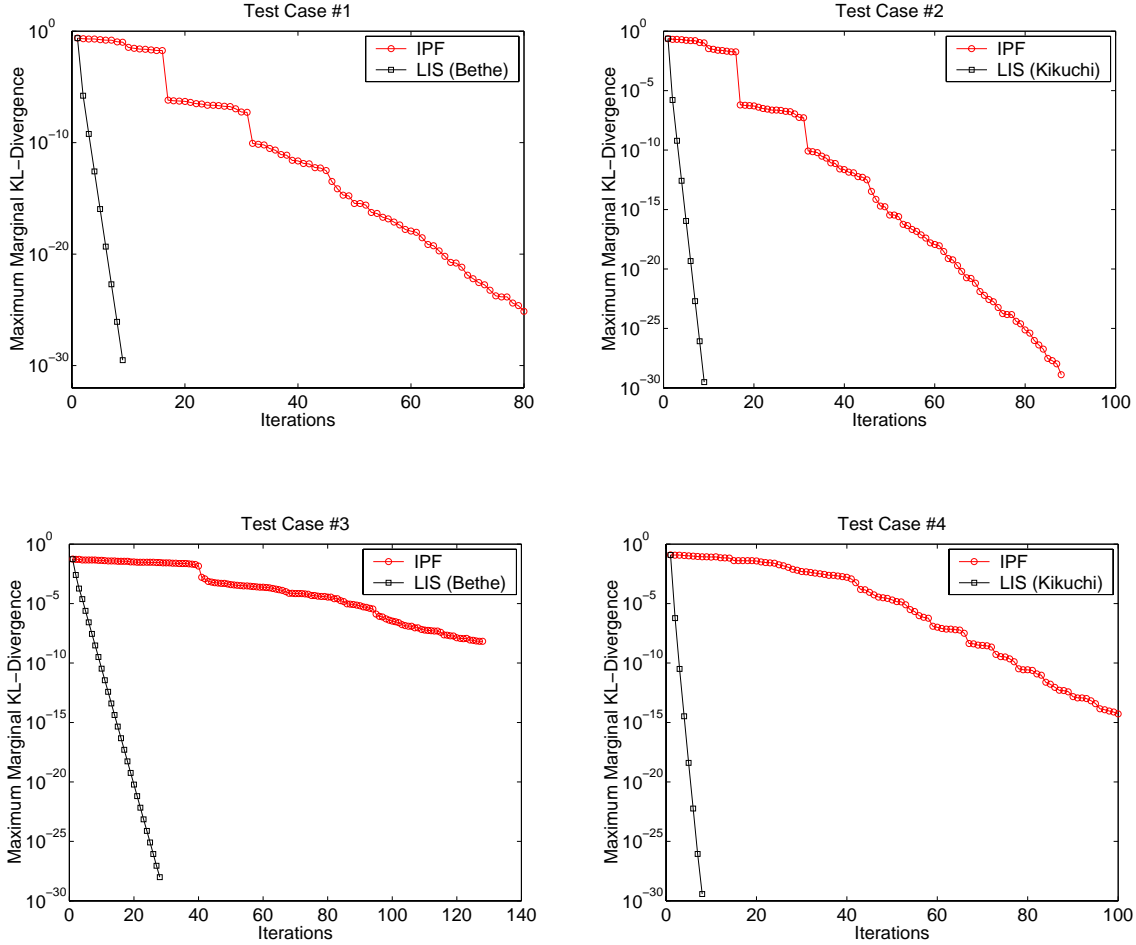 Test Case #1
Maximum Marginal KL−Divergence
10^0
10^−10
10^−20
10^−30
IPF
LIS (Bethe)
0 20 40 60 80
Iterations
Test Case #2
Maximum Marginal KL−Divergence
10^0
10^−5
10^−10
10^−15
10^−20
10^−25
10^−30
IPF
LIS (Kikuchi)
0 20 40 60 80 100
Iterations
Test Case #3
Maximum Marginal KL−Divergence
10^0
10^−5
10^−10
10^−15
10^−20
10^−25
10^−30
IPF
LIS (Bethe)
0 20 40 60 80 100 120 140
Iterations
Test Case #4
Maximum Marginal KL−Divergence
10^0
10^−5
10^−10
10^−15
10^−20
10^−25
10^−30
IPF
LIS (Kikuchi)
0 20 40 60 80 100
Iterations